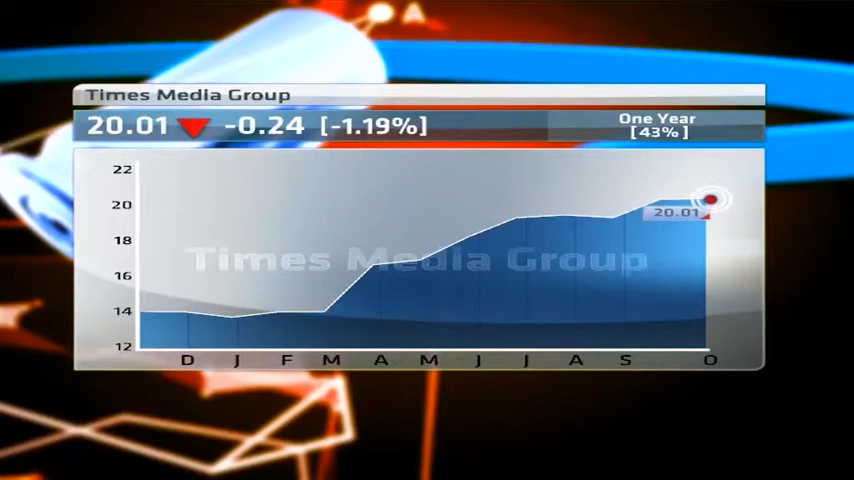 A
Times Media Group
20.01 -0.24 [-1.19%]
One Year
[43%]
22
20
18
16
14
12
20.01
Times Media Group
D J F M A M J J A S O